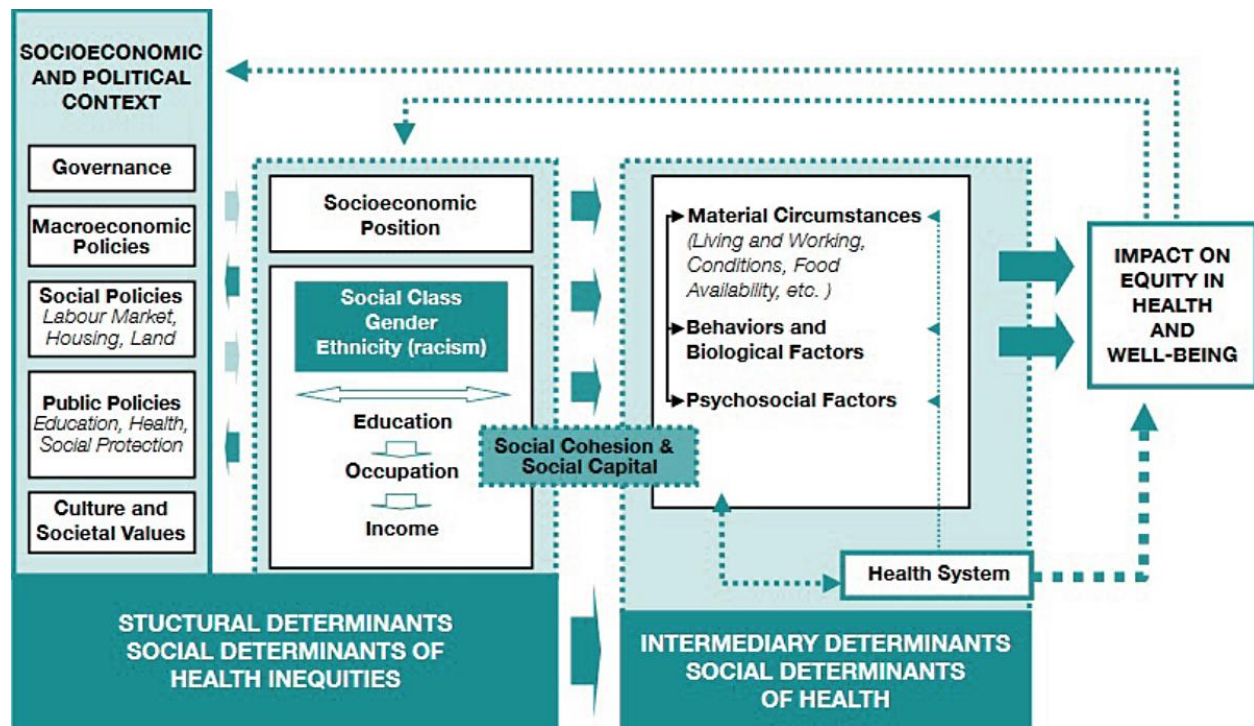 SOCIOECONOMIC
AND POLITICAL
CONTEXT
Governance
Macroeconomic
Policies
Social Policies
Labour Market,
Housing, Land
Public Policies
Education, Health,
Social Protection
Culture and
Societal Values
Socioeconomic
Position
Social Class
Gender
Ethnicity (racism)
Education
Occupation
Income
Social Cohesion &
Social Capital
Material Circumstances
(Living and Working,
Conditions, Food
Availability, etc. )
Behaviors and
Biological Factors
Psychosocial Factors
Health System
IMPACT ON
EQUITY IN
HEALTH
AND
WELL-BEING
STUCTURAL DETERMINANTS
SOCIAL DETERMINANTS OF
HEALTH INEQUITIES
INTERMEDIARY DETERMINANTS
SOCIAL DETERMINANTS
OF HEALTH